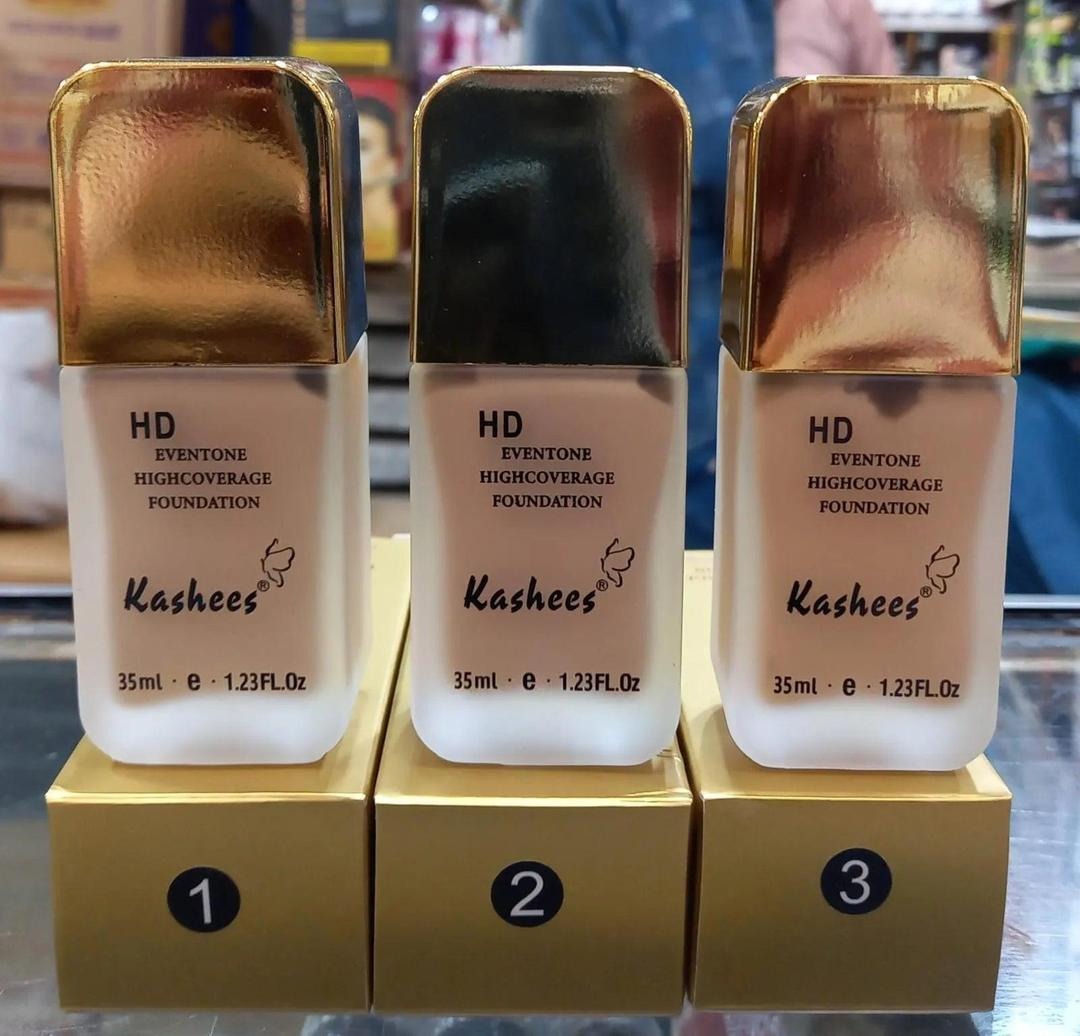 HD
EVENTONE
HIGHCOVERAGE
FOUNDATION
Kashees®
35ml · e · 1.23FL.Oz
1
HD
EVENTONE
HIGHCOVERAGE
FOUNDATION
Kashees®
35ml · e · 1.23FL.Oz
2
HD
EVENTONE
HIGHCOVERAGE
FOUNDATION
Kashees®
35ml · e · 1.23FL.Oz
3